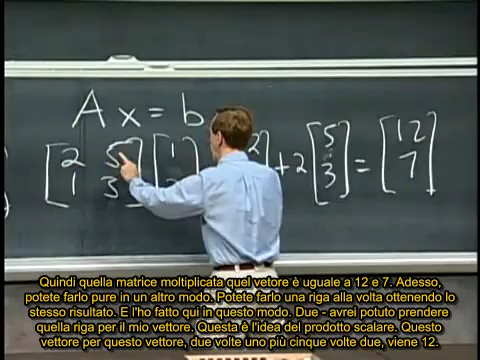 A x = b
[2 5 [1 2] + 2 [5 = [12
1 3] 3] 7]
Quindi quella matrice moltiplicata quel vetore è uguale a 12 e 7. Adesso,
potete farlo pure in un altro modo. Potete farlo una riga alla volta ottenendo lo
stesso risultato. E l'ho fatto qui in questo modo. Due - avrei potuto prendere
quella riga per il mio vettore. Questa è l'idea del prodotto scalare. Questo
vettore per questo vettore, due volte uno più cinque volte due, viene 12.